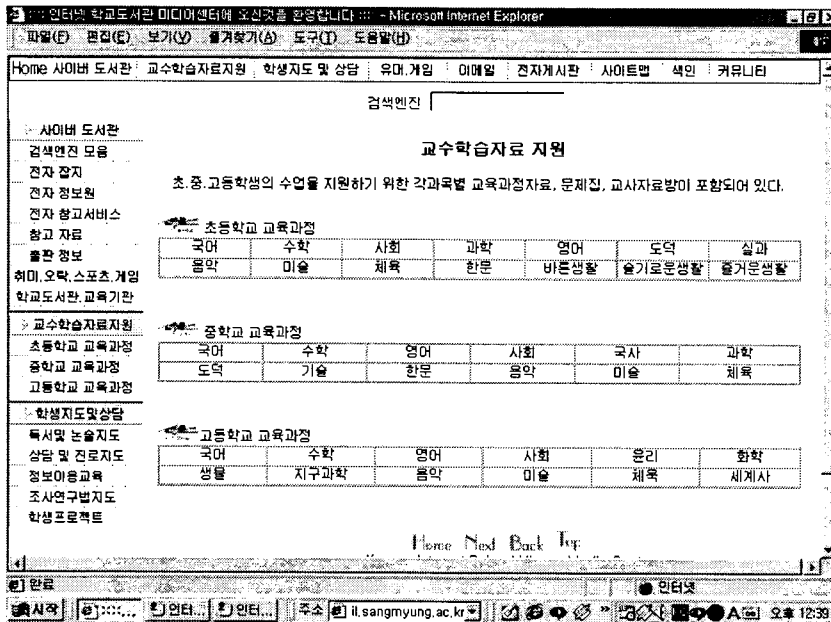 ::: 인터넷 학교도서관 미디어센터에 오신것을 환영합니다 ::: - Microsoft Internet Explorer
파일(F) 편집(E) 보기(V) 즐겨찾기(A) 도구(T) 도움말(H)
Home 사이버 도서관 교수학습자료지원 학생지도 및 상담 유머,게임 이메일 전자게시판 사이트맵 색인 커뮤니티
검색엔진
사이버 도서관
검색엔진 모음
전자 잡지
전자 정보원
전자 참고서비스
참고 자료
출판 정보
취미,오락,스포츠,게임
학교도서관,교육기관
교수학습자료지원
초등학교 교육과정
중학교 교육과정
고등학교 교육과정
학생지도및상담
독서및 논술지도
상담 및 진로지도
정보이용교육
조사연구법지도
학생프로젝트
교수학습자료 지원
초.중.고등학생의 수업을 지원하기 위한 각과목별 교육과정자료, 문제집, 교사자료방이 포함되어 있다.
초등학교 교육과정
국어 수학 사회 과학 영어 도덕 실과
음악 미술 체육 한문 바른생활 슬기로운생활 즐거운생활
중학교 교육과정
국어 수학 영어 사회 국사 과학
도덕 기술 한문 음악 미술 체육
고등학교 교육과정
국어 수학 영어 사회 윤리 화학
생물 지구과학 음악 미술 체육 세계사
Home Next Back Top
완료 인터넷
시작 인터... 인터... 주소 il.sangmyung.ac.kr 오후 12:39